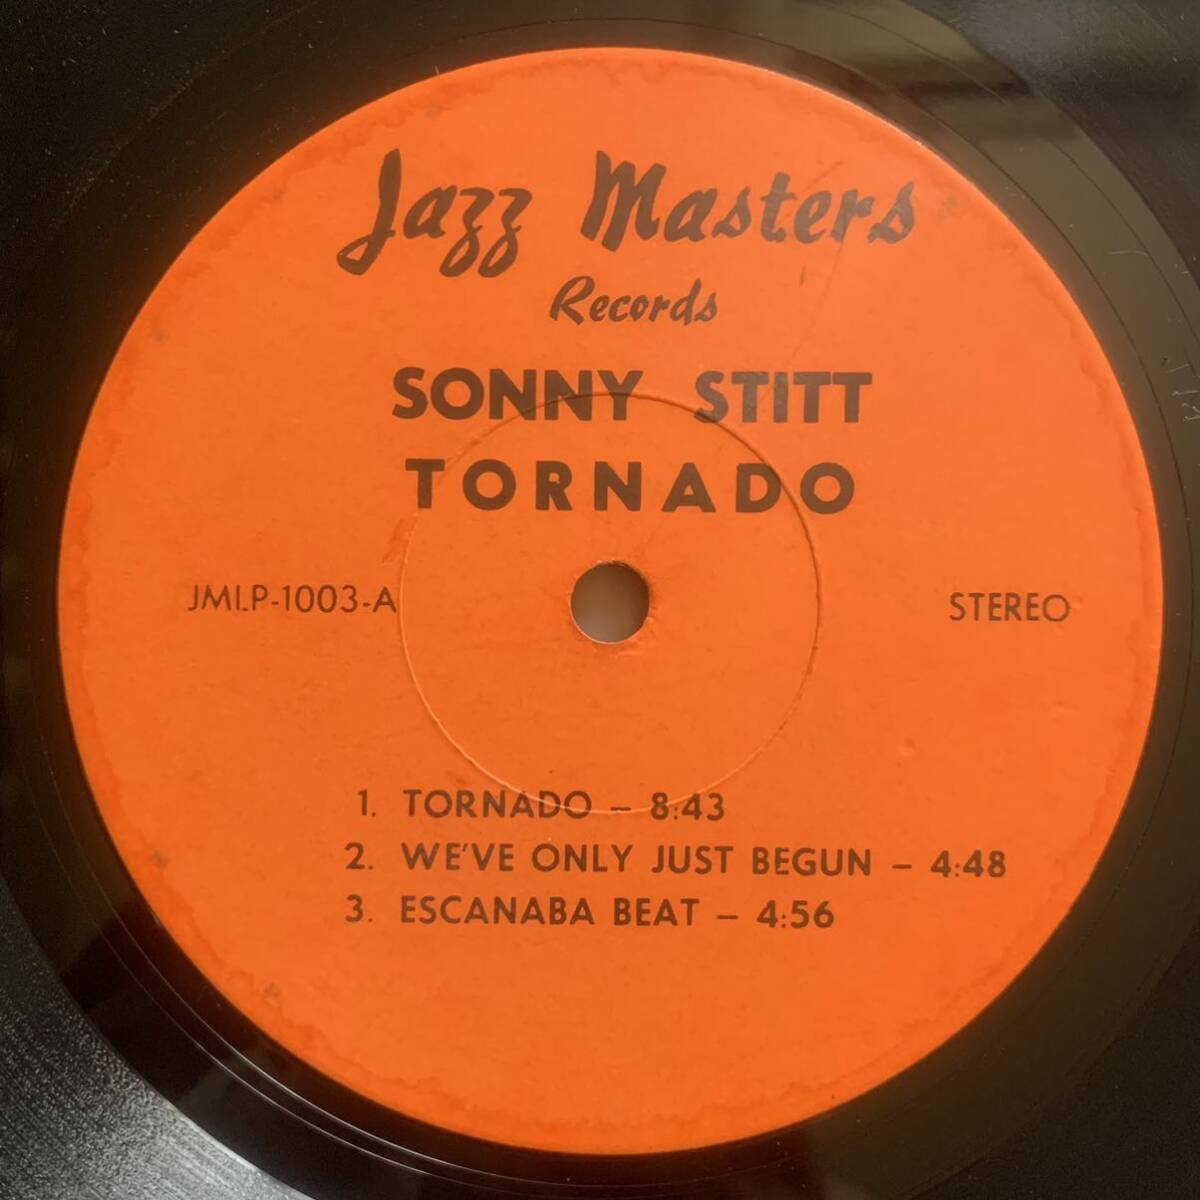 Jazz Masters
Records
SONNY STITT
TORNADO
JMLP-1003-A
STEREO
1. TORNADO – 8:43
2. WE'VE ONLY JUST BEGUN – 4:48
3. ESCANABA BEAT – 4:56